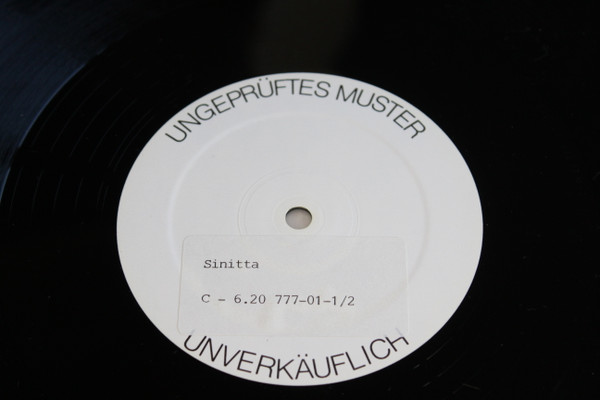 UNGEPRÜFTES MUSTER
Sinitta
C - 6.20 777-01-1/2
UNVERKÄUFLICH